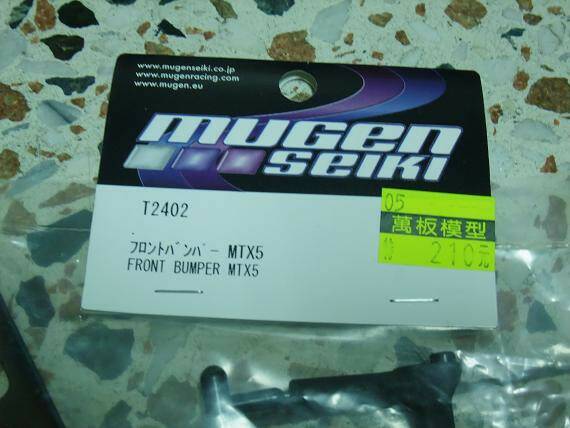 www.mugenseiki.co.jp
www.mugenracing.com
www.mugen.eu
mugen
seiki
T2402
フロントバンパー MTX5
FRONT BUMPER MTX5
05
萬板模型
210元